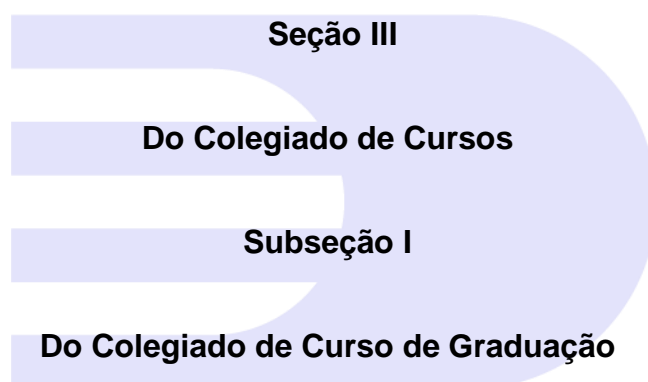 Seção III
Do Colegiado de Cursos
Subseção I
Do Colegiado de Curso de Graduação